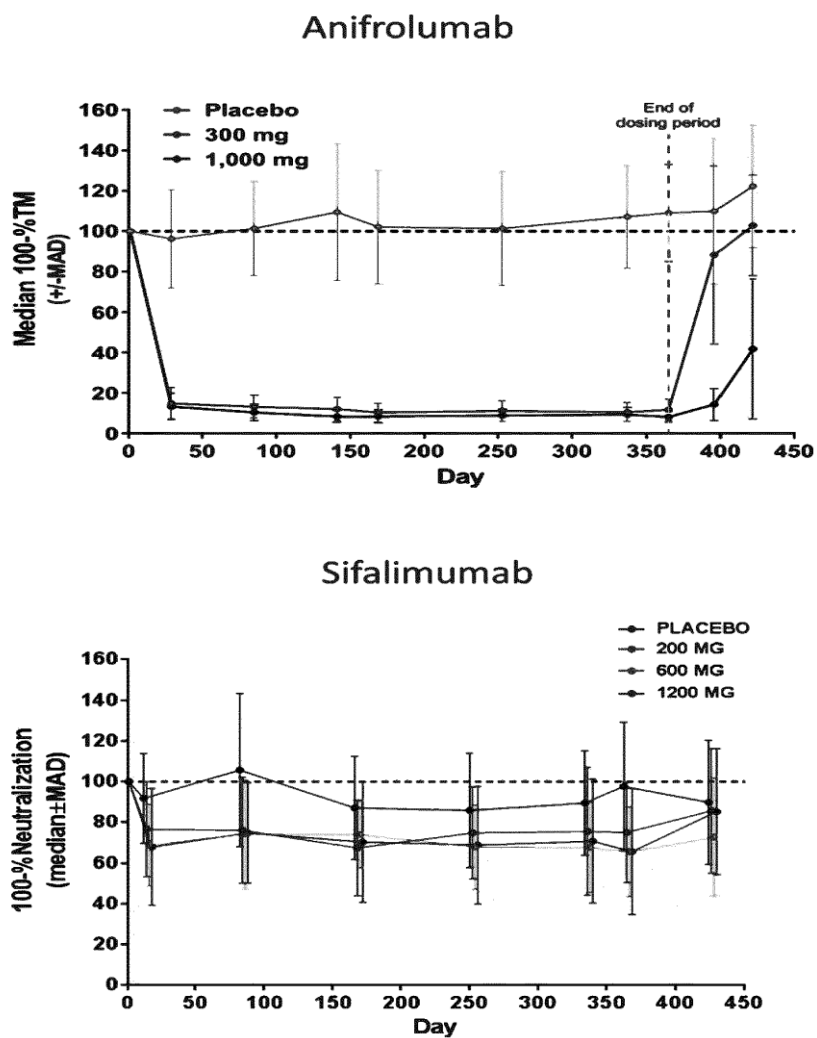 Anifrolumab
160
140
120
100
80
60
40
20
0
Median 100-%TM
(+/-MAD)
Placebo
300 mg
1,000 mg
End of
dosing period
0 50 100 150 200 250 300 350 400 450
Day
Sifalimumab
PLACEBO
200 MG
600 MG
1200 MG
160
140
120
100
80
60
40
20
0
100-%Neutralization
(median±MAD)
0 50 100 150 200 250 300 350 400 450
Day